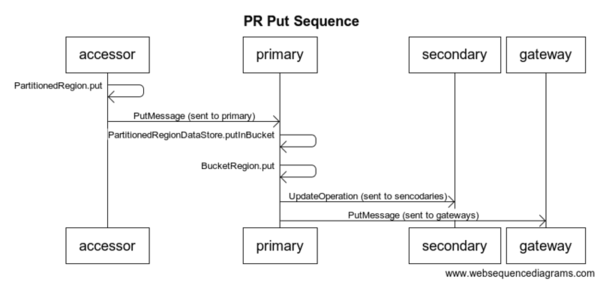 PR Put Sequence
accessor primary secondary gateway
PartitionedRegion.put
PutMessage (sent to primary)
PartitionedRegionDataStore.putInBucket
BucketRegion.put
UpdateOperation (sent to sencodaries)
PutMessage (sent to gateways)
accessor primary secondary gateway
www.websequencediagrams.com